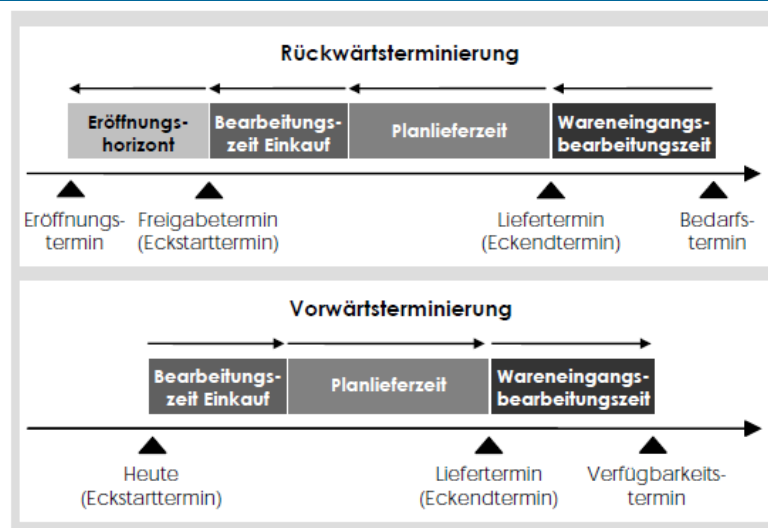 Rückwärtsterminierung
Eröffnungs-
horizont
Bearbeitungs-
zeit Einkauf
Planlieferzeit
Wareneingangs-
bearbeitungszeit
Eröffnungs-
termin
Freigabetermin
(Eckstarttermin)
Liefertermin
(Eckendtermin)
Bedarfs-
termin
Vorwärtsterminierung
Bearbeitungs-
zeit Einkauf
Planlieferzeit
Wareneingangs-
bearbeitungszeit
Heute
(Eckstarttermin)
Liefertermin
(Eckendtermin)
Verfügbarkeits-
termin